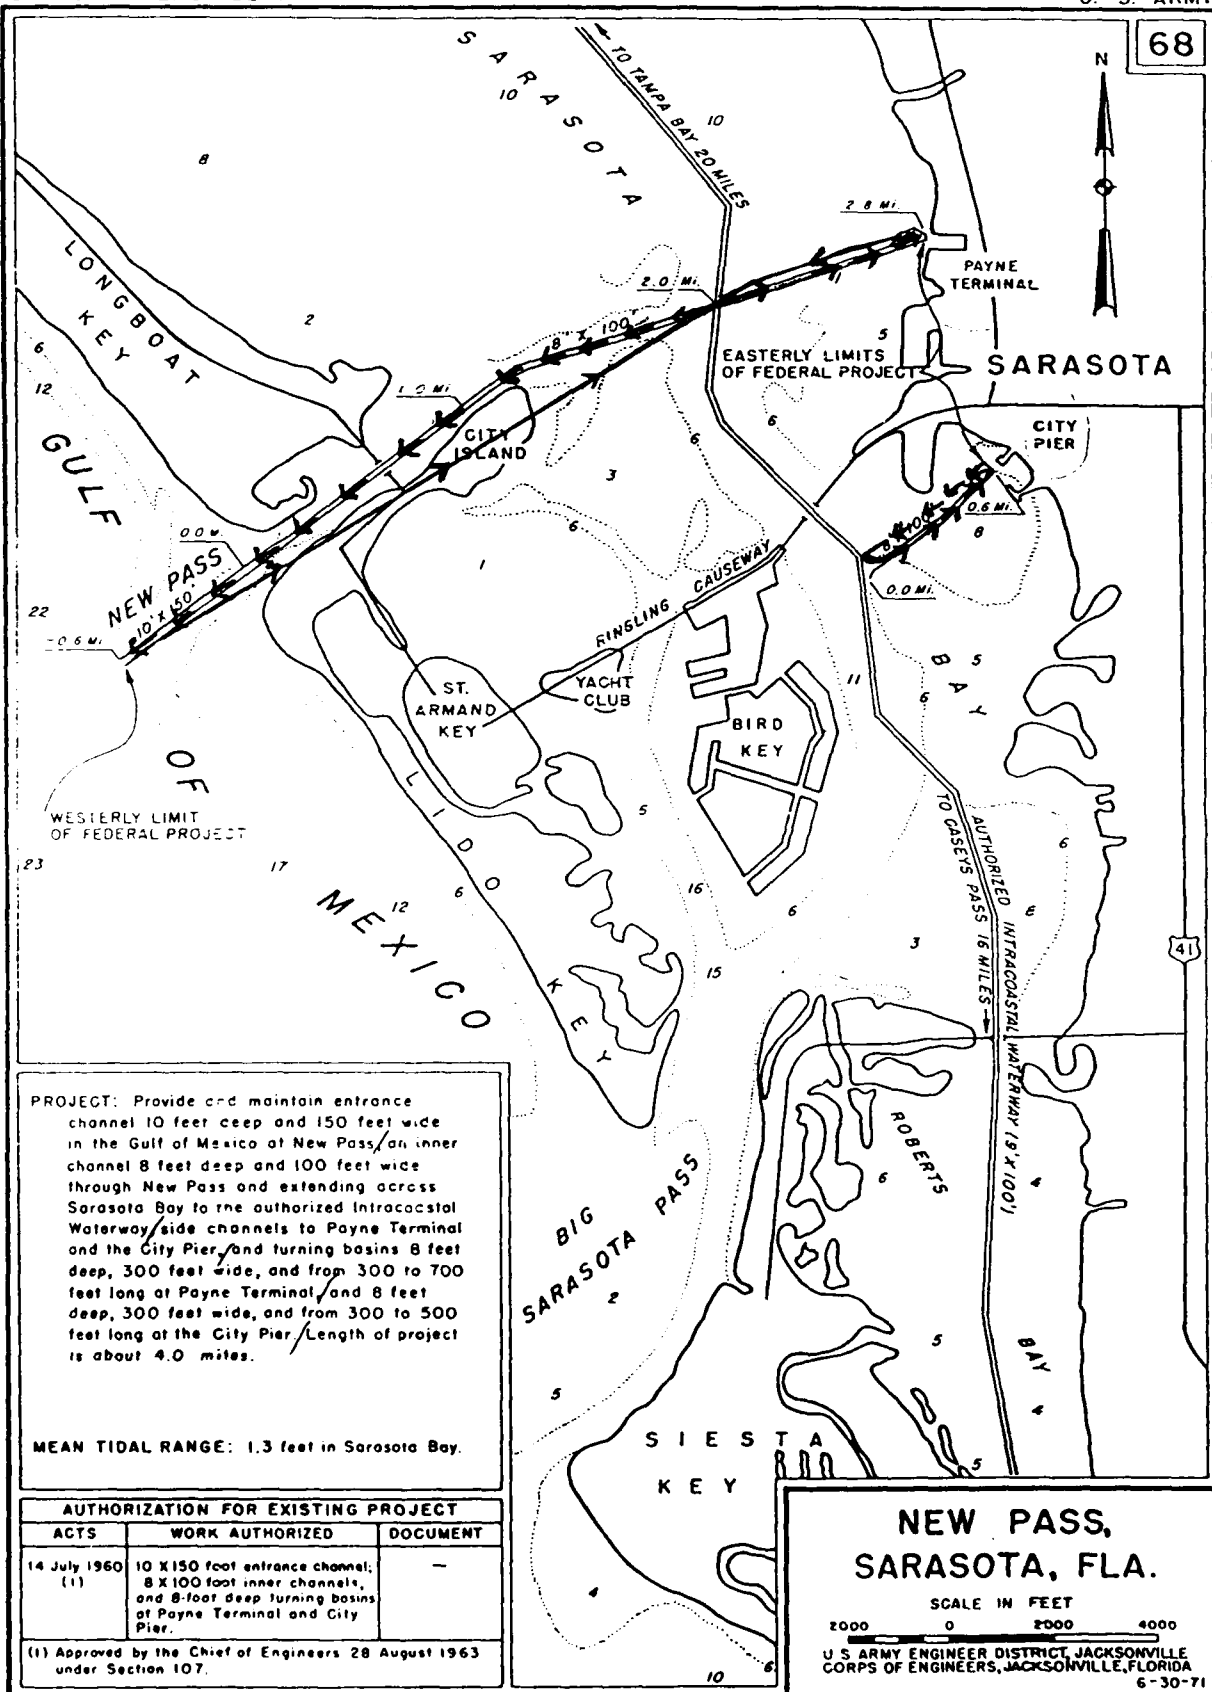 U. S. ARMY
68
N
SARASOTA
10
TO TAMPA BAY 20 MILES
10
8
2.8 Mi.
PAYNE
TERMINAL
LONGBOAT
KEY
2.0 Mi.
2
8' X 100'
5
6
12
EASTERLY LIMITS
OF FEDERAL PROJECT
SARASOTA
1.0 Mi.
GULF
CITY
ISLAND
6
6
CITY
PIER
3
0.6 Mi.
6
8' X 100'
8
0.0 Mi.
NEW PASS
1
CAUSEWAY
RINGLING
0.0 Mi.
22
10' X 150'
-0.6 Mi.
BAY
5
6
11
ST.
ARMAND
KEY
YACHT
CLUB
BIRD
KEY
OF
WESTERLY LIMIT
OF FEDERAL PROJECT
5
23
17
LIDO
KEY
6
12
MEXICO
16
6
15
3
6
TO CASEYS PASS 16 MILES
AUTHORIZED INTRACOASTAL WATERWAY (9' X 100')
41
PROJECT: Provide and maintain entrance
channel 10 feet deep and 150 feet wide
in the Gulf of Mexico at New Pass/an inner
channel 8 feet deep and 100 feet wide
through New Pass and extending across
Sarasota Bay to the authorized Intracoastal
Waterway/side channels to Payne Terminal
and the City Pier/and turning basins 8 feet
deep, 300 feet wide, and from 300 to 700
feet long at Payne Terminal/and 8 feet
deep, 300 feet wide, and from 300 to 500
feet long at the City Pier./Length of project
is about 4.0 miles.
MEAN TIDAL RANGE: 1.3 feet in Sarasota Bay.
BIG
SARASOTA PASS
2
5
ROBERTS
BAY
6
4
5
4
5
SIESTA
KEY
4
10
6
AUTHORIZATION FOR EXISTING PROJECT
ACTS WORK AUTHORIZED DOCUMENT
14 July 1960 10 X 150 foot entrance channel; —
(1) 8 X 100 foot inner channels,
and 8-foot deep turning basins
at Payne Terminal and City
Pier.
(1) Approved by the Chief of Engineers 28 August 1963
under Section 107.
NEW PASS,
SARASOTA, FLA.
SCALE IN FEET
2000 0 2000 4000
U S ARMY ENGINEER DISTRICT, JACKSONVILLE
CORPS OF ENGINEERS, JACKSONVILLE, FLORIDA
6-30-71